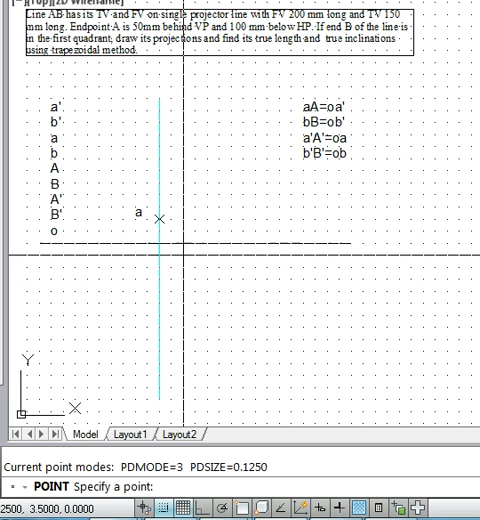 [-][Top][2D Wireframe]
Line AB has its TV and FV on single projector line with FV 200 mm long and TV 150
mm long. Endpoint A is 50mm behind VP and 100 mm below HP. If end B of the line is
in the first quadrant, draw its projections and find its true length and true inclinations
using trapezoidal method.
a'
b'
a
b
A
B
A'
B'
o
aA=oa'
bB=ob'
a'A'=oa
b'B'=ob
a
Y
X
Model Layout1 Layout2
Current point modes: PDMODE=3 PDSIZE=0.1250
POINT Specify a point:
2500, 3.5000, 0.0000